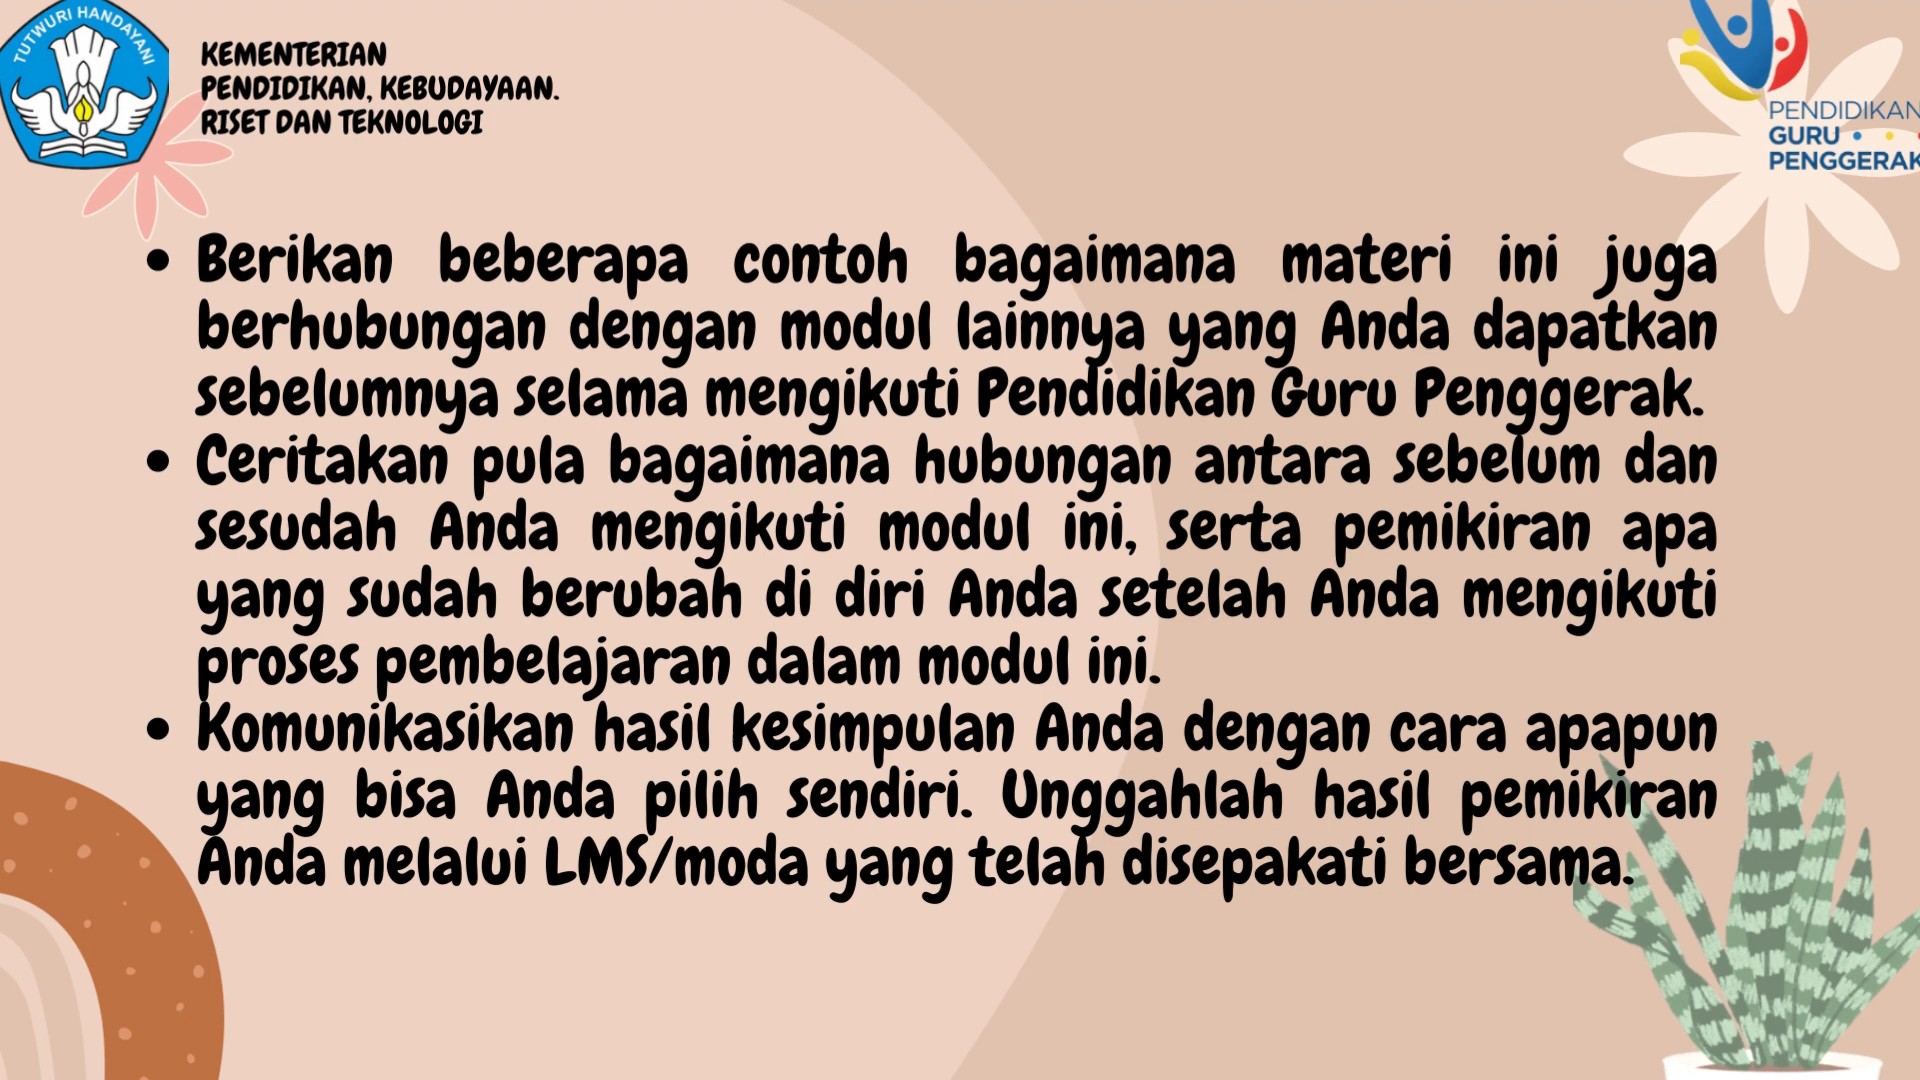 TUTWURI HANDAYANI
KEMENTERIAN
PENDIDIKAN, KEBUDAYAAN.
RISET DAN TEKNOLOGI
PENDIDIKAN
GURU
PENGGERAK
• Berikan beberapa contoh bagaimana materi ini juga
berhubungan dengan modul lainnya yang Anda dapatkan
sebelumnya selama mengikuti Pendidikan Guru Penggerak.
• Ceritakan pula bagaimana hubungan antara sebelum dan
sesudah Anda mengikuti modul ini, serta pemikiran apa
yang sudah berubah di diri Anda setelah Anda mengikuti
proses pembelajaran dalam modul ini.
• Komunikasikan hasil kesimpulan Anda dengan cara apapun
yang bisa Anda pilih sendiri. Unggahlah hasil pemikiran
Anda melalui LMS/moda yang telah disepakati bersama.